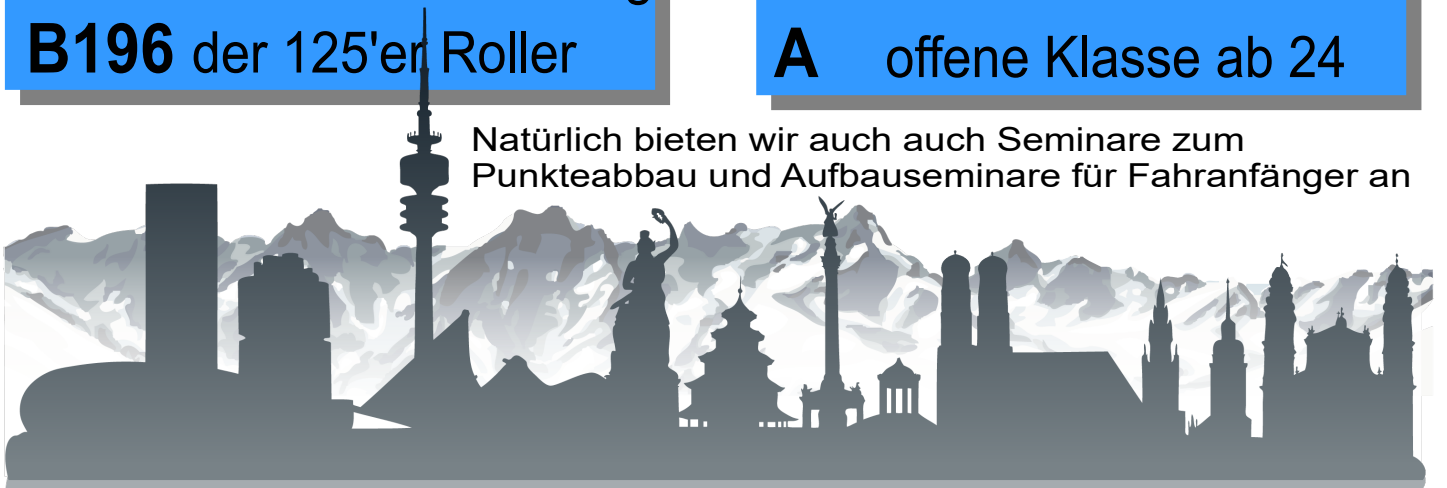 B196 der 125'er Roller
A offene Klasse ab 24
Natürlich bieten wir auch auch Seminare zum
Punkteabbau und Aufbauseminare für Fahranfänger an